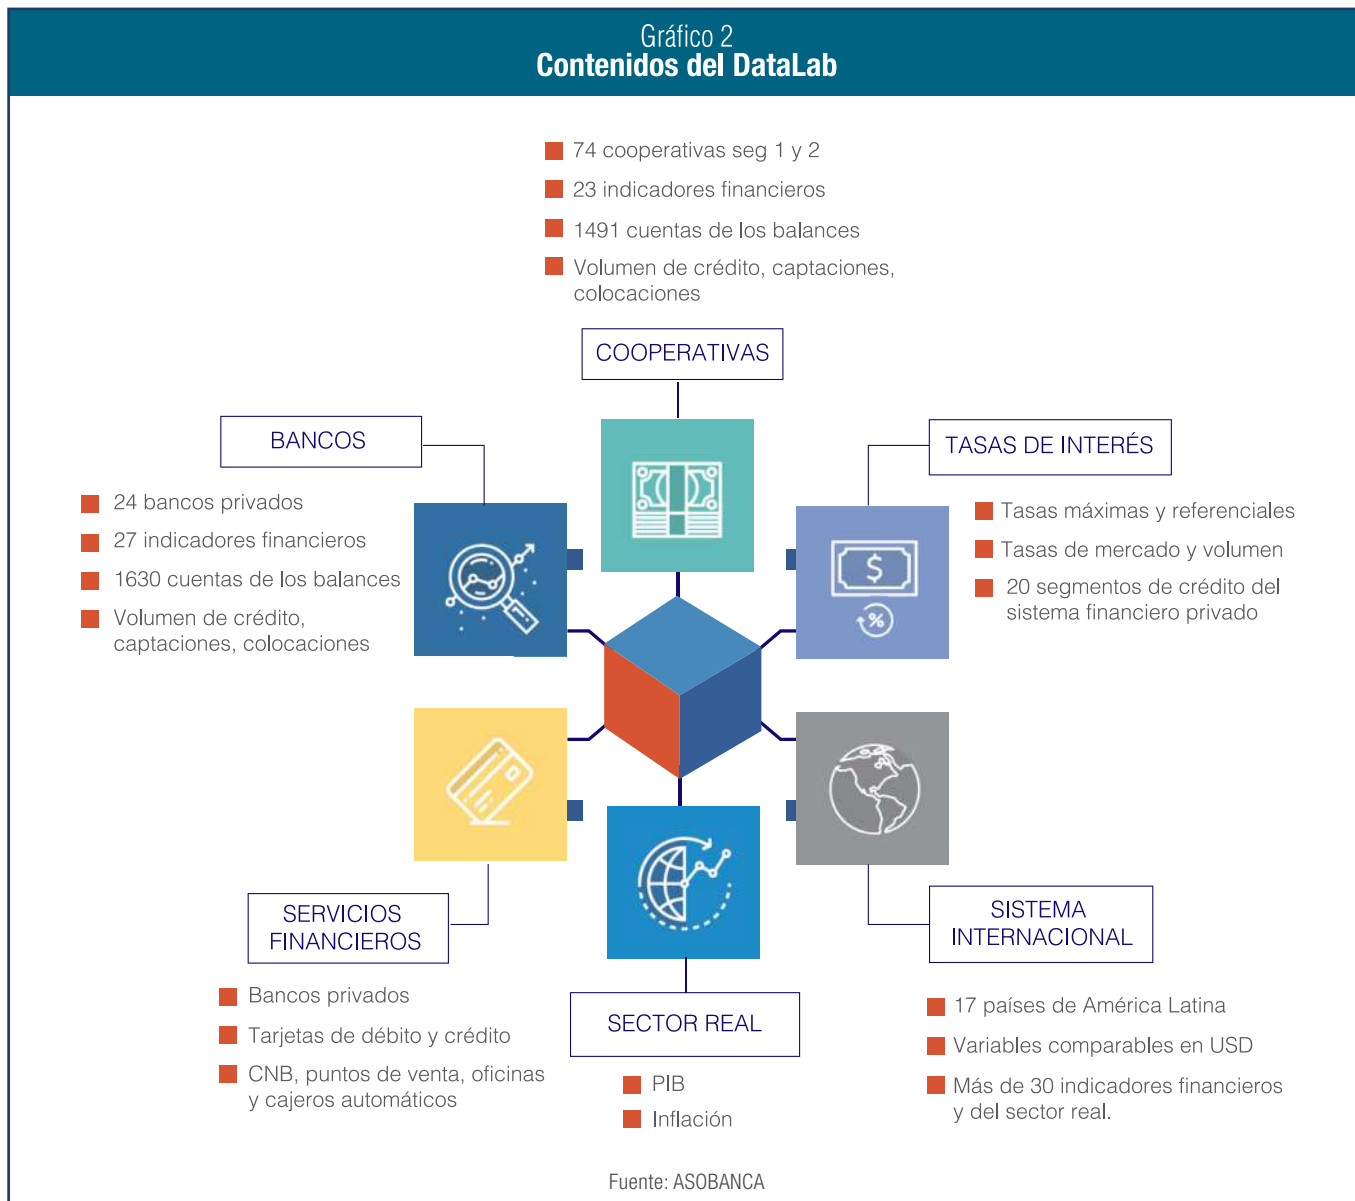 Gráfico 2
Contenidos del DataLab
74 cooperativas seg 1 y 2
23 indicadores financieros
1491 cuentas de los balances
Volumen de crédito, captaciones,
colocaciones
COOPERATIVAS
BANCOS
24 bancos privados
27 indicadores financieros
1630 cuentas de los balances
Volumen de crédito,
captaciones, colocaciones
TASAS DE INTERÉS
Tasas máximas y referenciales
Tasas de mercado y volumen
20 segmentos de crédito del
sistema financiero privado
$
%
SERVICIOS
FINANCIEROS
Bancos privados
Tarjetas de débito y crédito
CNB, puntos de venta, oficinas
y cajeros automáticos
SECTOR REAL
PIB
Inflación
SISTEMA
INTERNACIONAL
17 países de América Latina
Variables comparables en USD
Más de 30 indicadores financieros
y del sector real.
Fuente: ASOBANCA